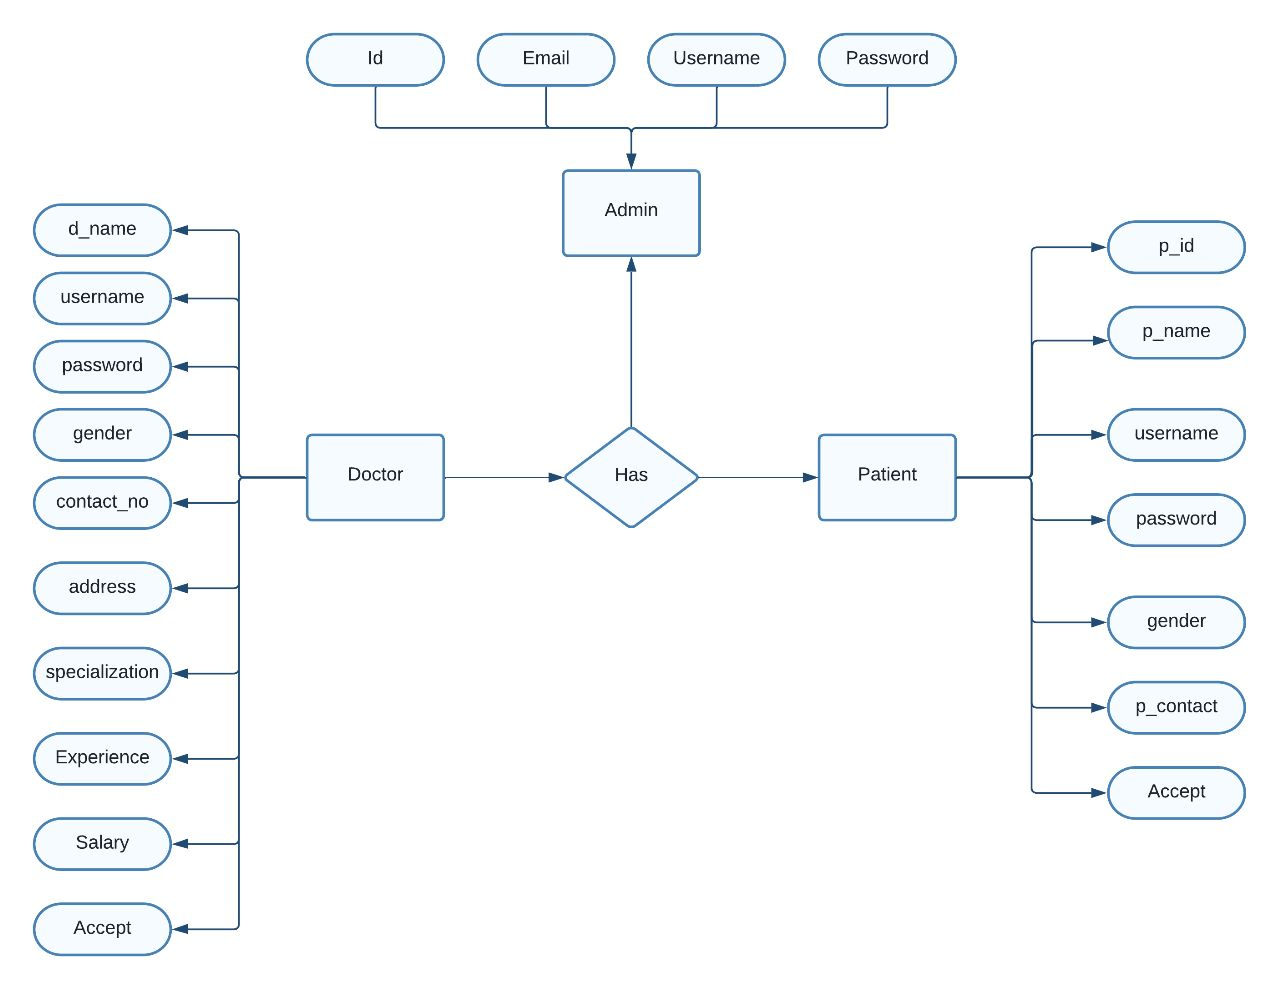 Id
Email
Username
Password
Admin
d_name
username
password
gender
contact_no
address
specialization
Experience
Salary
Accept
Doctor
Has
Patient
p_id
p_name
username
password
gender
p_contact
Accept